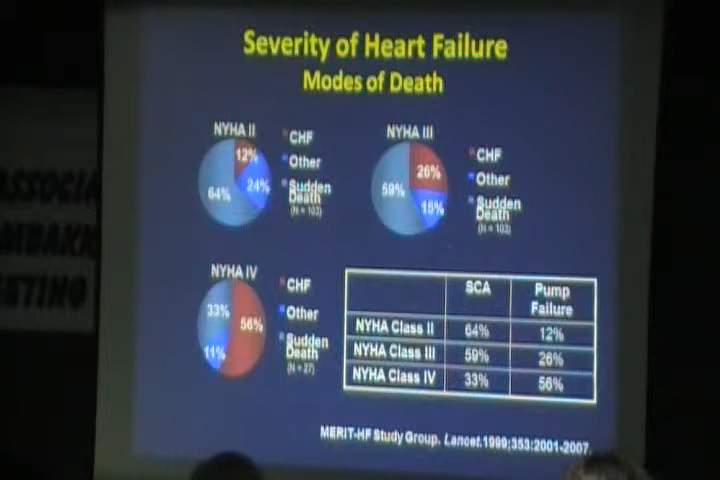 Severity of Heart Failure
Modes of Death
NYHA II
12%
24%
64%
CHF
Other
Sudden
Death
(N = 103)
NYHA III
26%
15%
59%
CHF
Other
Sudden
Death
(N = 103)
NYHA IV
33%
56%
11%
CHF
Other
Sudden
Death
(N = 27)
SCA Pump
Failure
NYHA Class II 64% 12%
NYHA Class III 59% 26%
NYHA Class IV 33% 56%
MERIT-HF Study Group. Lancet.1999;353:2001-2007.